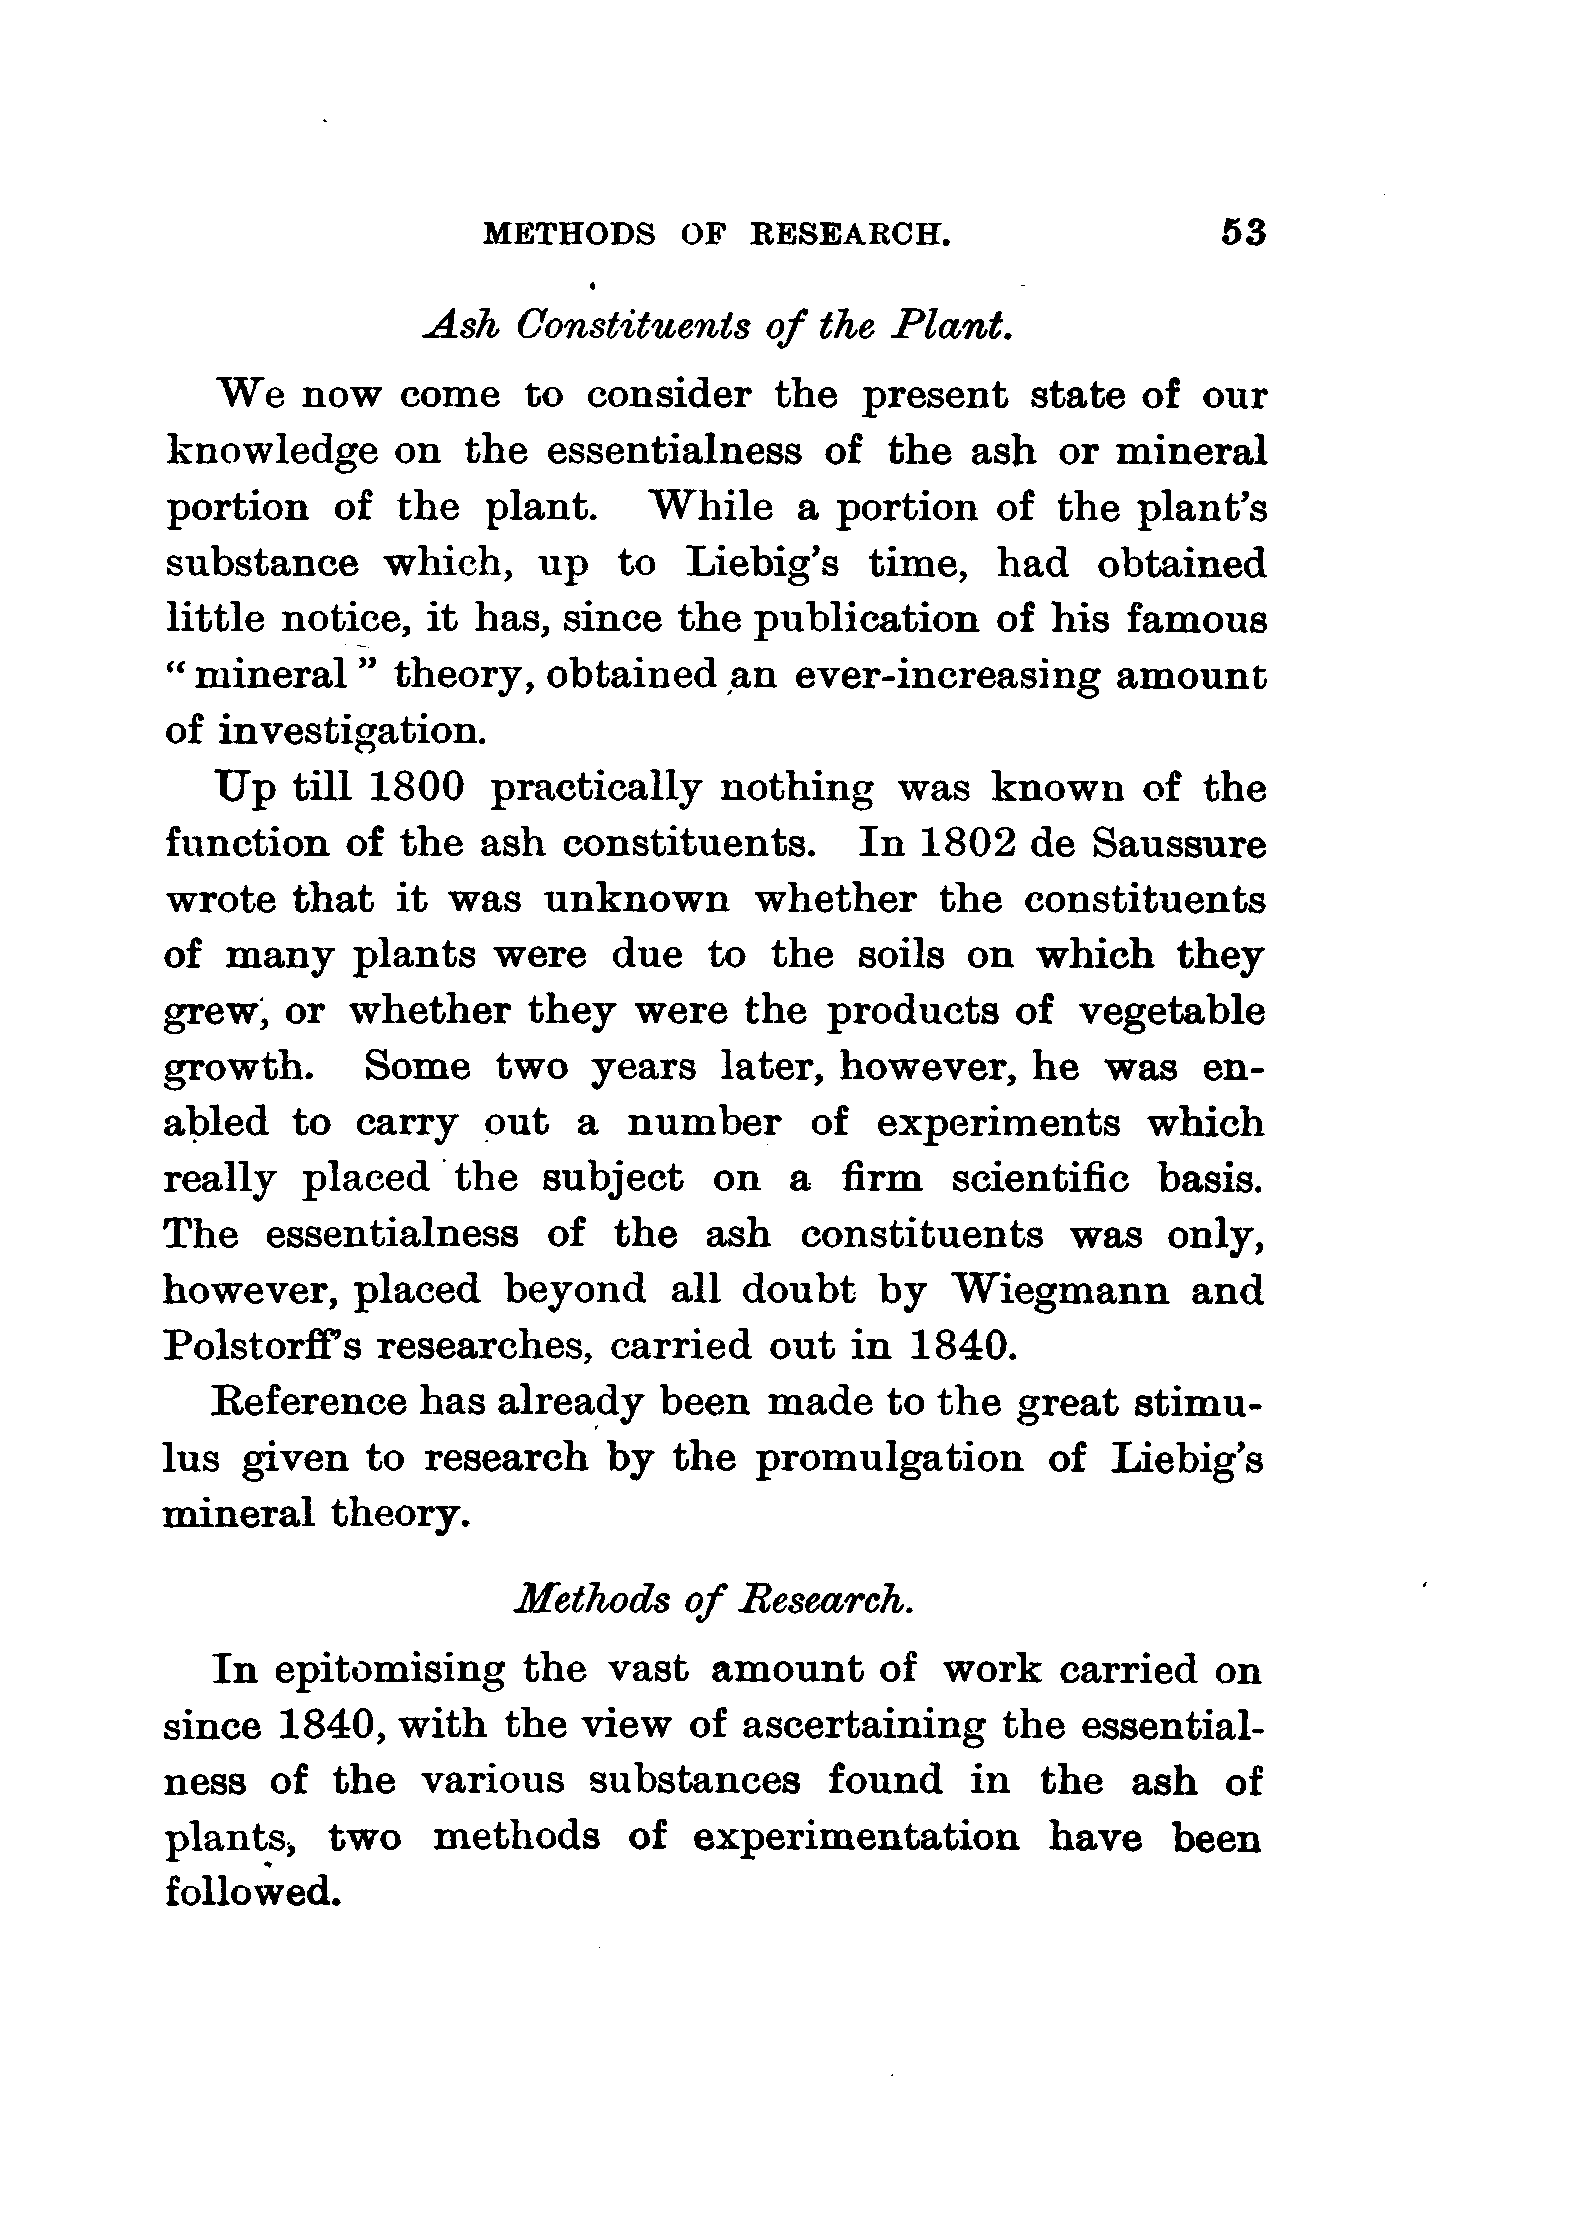 METHODS OF RESEARCH. 53
Ash Constituents of the Plant.
We now come to consider the present state of our
knowledge on the essentialness of the ash or mineral
portion of the plant. While a portion of the plant's
substance which, up to Liebig's time, had obtained
little notice, it has, since the publication of his famous
“ mineral ” theory, obtained an ever-increasing amount
of investigation.
Up till 1800 practically nothing was known of the
function of the ash constituents. In 1802 de Saussure
wrote that it was unknown whether the constituents
of many plants were due to the soils on which they
grew, or whether they were the products of vegetable
growth. Some two years later, however, he was en-
abled to carry out a number of experiments which
really placed the subject on a firm scientific basis.
The essentialness of the ash constituents was only,
however, placed beyond all doubt by Wiegmann and
Polstorff's researches, carried out in 1840.
Reference has already been made to the great stimu-
lus given to research by the promulgation of Liebig's
mineral theory.
Methods of Research.
In epitomising the vast amount of work carried on
since 1840, with the view of ascertaining the essential-
ness of the various substances found in the ash of
plants, two methods of experimentation have been
followed.